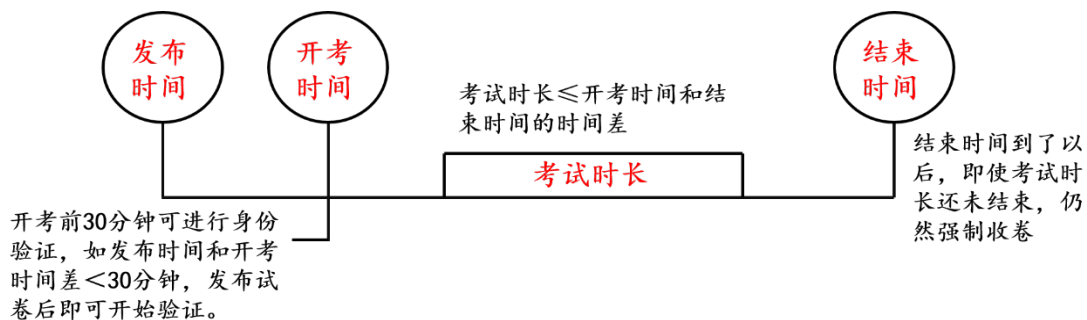 发布
时间
开考
时间
结束
时间
考试时长≤开考时间和结
束时间的时间差
考试时长
结束时间到了以
后，即使考试时
长还未结束，仍
然强制收卷
开考前30分钟可进行身份
验证，如发布时间和开考
时间差＜30分钟，发布试
卷后即可开始验证。